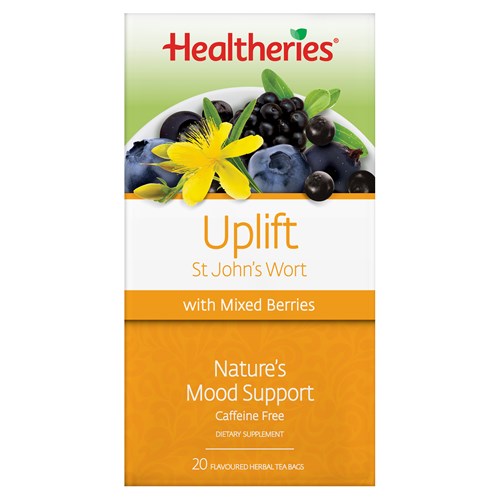 Healtheries®
Uplift
St John's Wort
with Mixed Berries
Nature's
Mood Support
Caffeine Free
DIETARY SUPPLEMENT
20 FLAVOURED HERBAL TEA BAGS